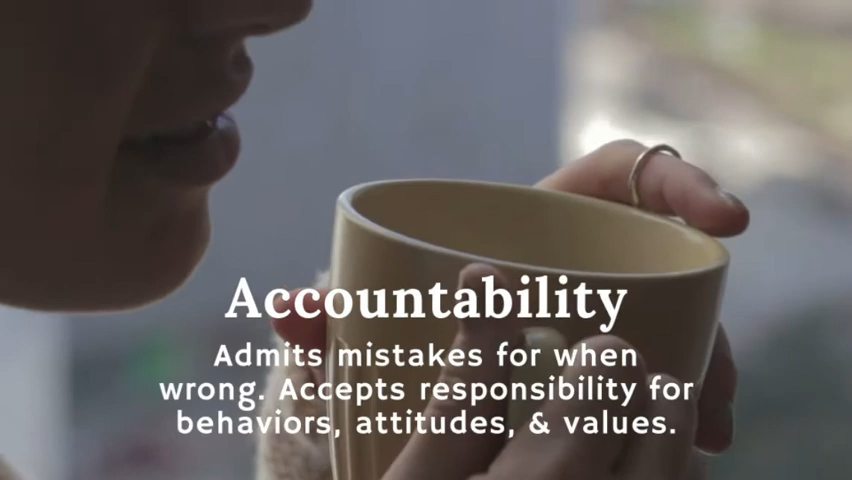 Accountability
Admits mistakes for when
wrong. Accepts responsibility for
behaviors, attitudes, & values.